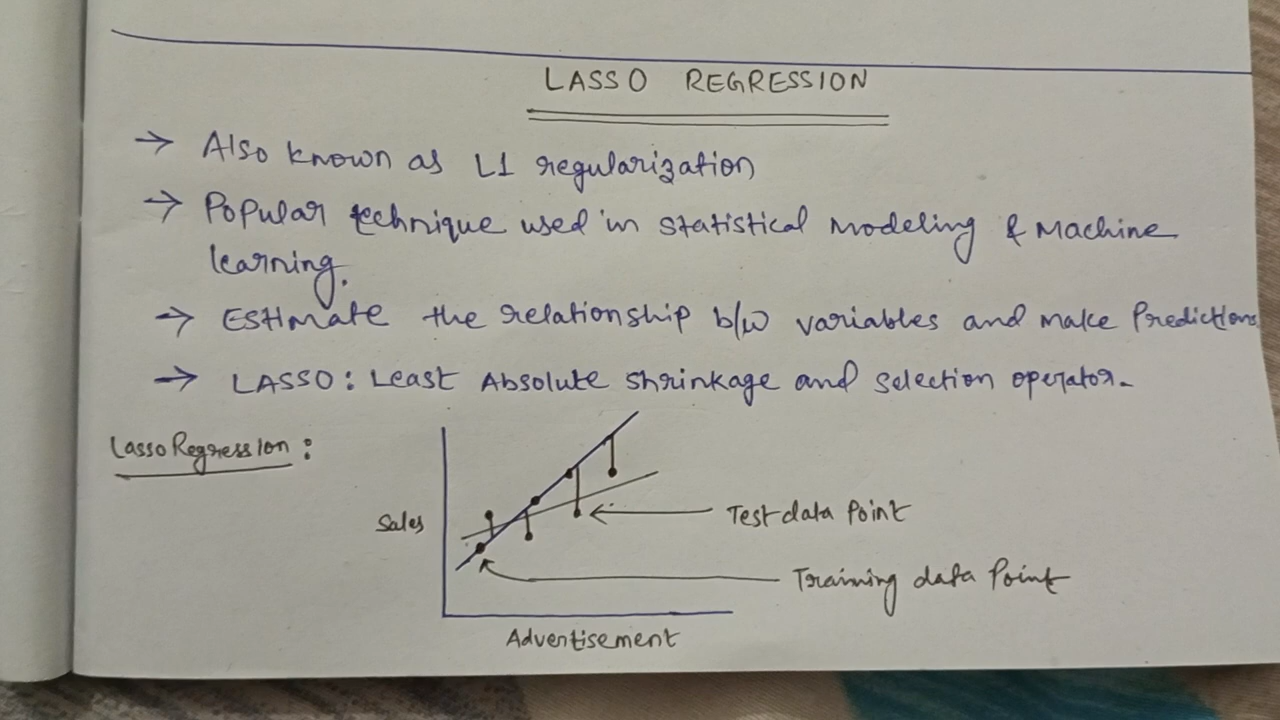 LASSO REGRESSION
→ Also known as L1 regularization
→ Popular technique used in statistical modeling & Machine
learning.
→ Estimate the relationship b/w variables and make Predictions
→ LASSO: Least Absolute shrinkage and selection operator.
Lasso Regression:
Sales
Test data Point
Training data Point
Advertisement